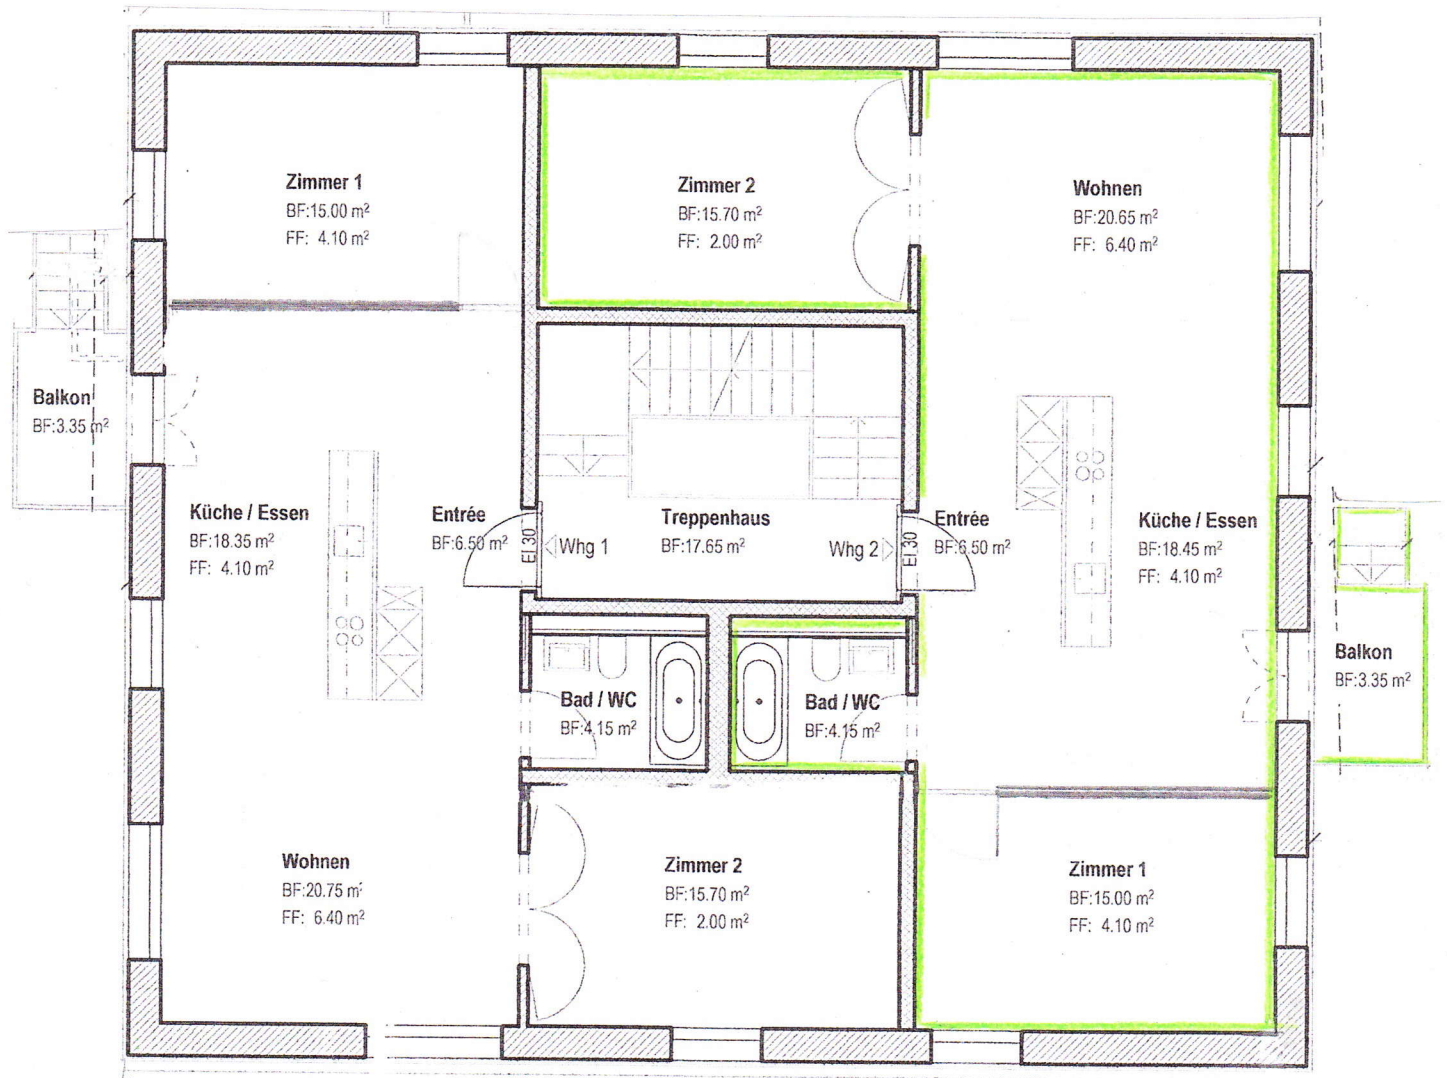 Zimmer 1
BF:15.00 m²
FF: 4.10 m²
Zimmer 2
BF:15.70 m²
FF: 2.00 m²
Wohnen
BF:20.65 m²
FF: 6.40 m²
Balkon
BF:3.35 m²
Küche / Essen
BF:18.35 m²
FF: 4.10 m²
Entrée
BF:6.50 m²
EI 30
Whg 1
Treppenhaus
BF:17.65 m²
Whg 2
EI 30
Entrée
BF:6.50 m²
Küche / Essen
BF:18.45 m²
FF: 4.10 m²
Bad / WC
BF:4.15 m²
Bad / WC
BF:4.15 m²
Balkon
BF:3.35 m²
Wohnen
BF:20.75 m²
FF: 6.40 m²
Zimmer 2
BF:15.70 m²
FF: 2.00 m²
Zimmer 1
BF:15.00 m²
FF: 4.10 m²